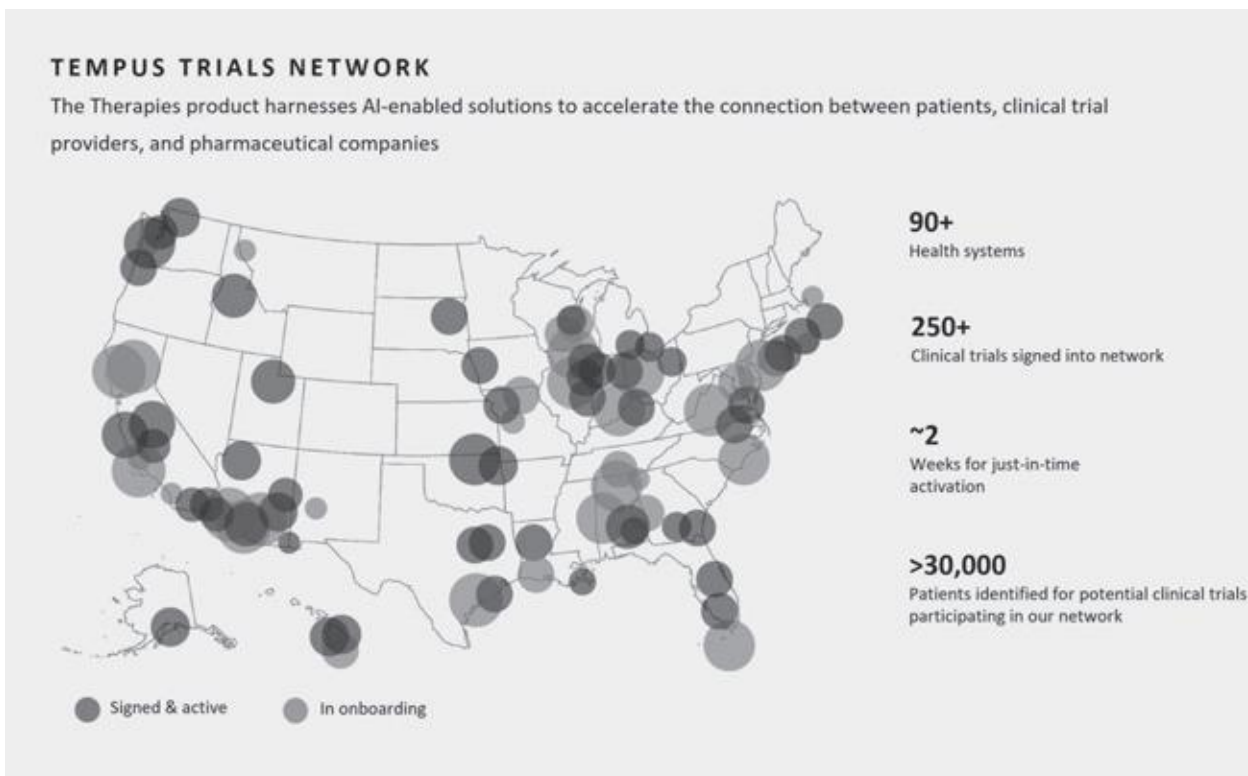 TEMPUS TRIALS NETWORK
The Therapies product harnesses AI-enabled solutions to accelerate the connection between patients, clinical trial
providers, and pharmaceutical companies
90+
Health systems
250+
Clinical trials signed into network
~2
Weeks for just-in-time
activation
>30,000
Patients identified for potential clinical trials
participating in our network
Signed & active
In onboarding